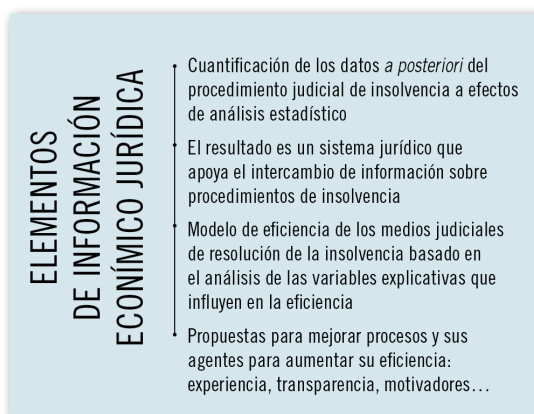 ELEMENTOS
DE INFORMACIÓN
ECONÍMICO JURÍDICA
Cuantificación de los datos a posteriori del
procedimiento judicial de insolvencia a efectos
de análisis estadístico
El resultado es un sistema jurídico que
apoya el intercambio de información sobre
procedimientos de insolvencia
Modelo de eficiencia de los medios judiciales
de resolución de la insolvencia basado en
el análisis de las variables explicativas que
influyen en la eficiencia
Propuestas para mejorar procesos y sus
agentes para aumentar su eficiencia:
experiencia, transparencia, motivadores…